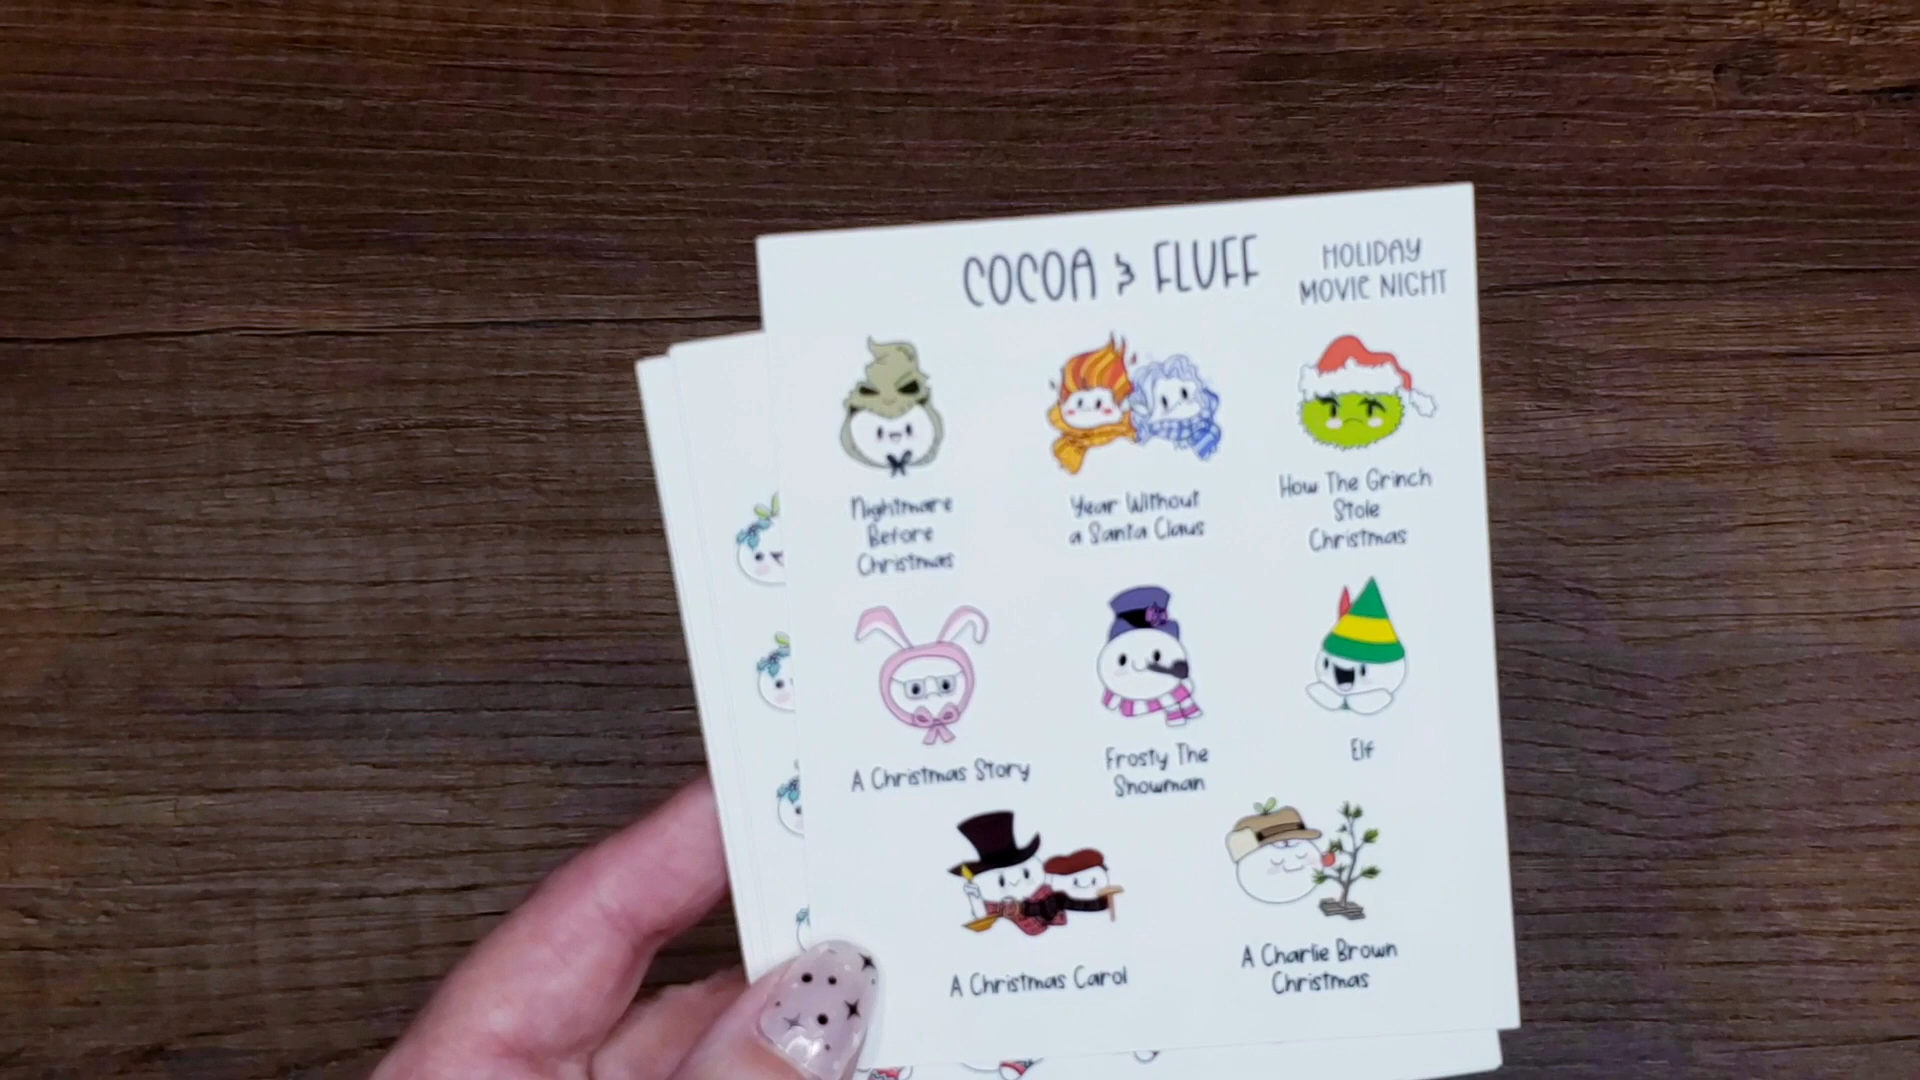 COCOA & FLUFF
HOLIDAY
MOVIE NIGHT
Nightmare
Before
Christmas
Year Without
a Santa Claus
How The Grinch
Stole
Christmas
A Christmas Story
Frosty The
Snowman
Elf
A Christmas Carol
A Charlie Brown
Christmas